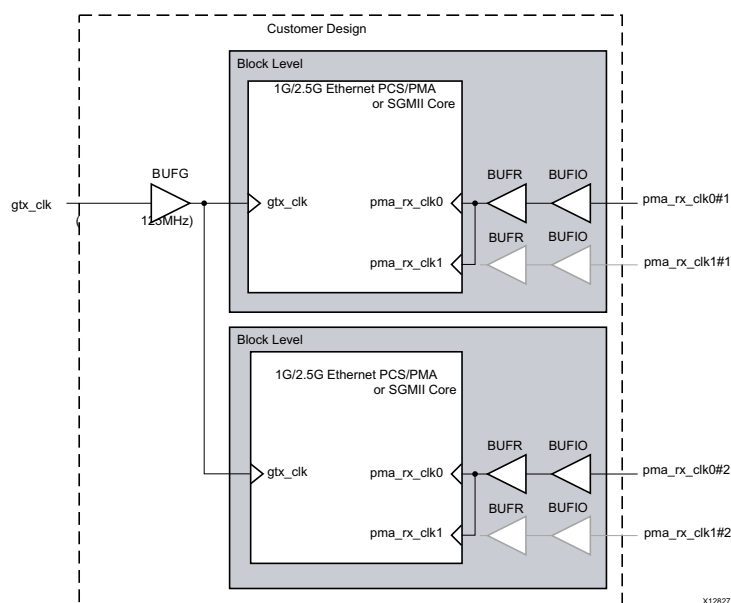 Customer Design
Block Level
1G/2.5G Ethernet PCS/PMA
or SGMII Core
BUFG
BUFR
BUFIO
gtx_clk
gtx_clk
pma_rx_clk0
pma_rx_clk0#1
(
125MHz)
BUFR
BUFIO
pma_rx_clk1
pma_rx_clk1#1
Block Level
1G/2.5G Ethernet PCS/PMA
or SGMII Core
BUFR
BUFIO
gtx_clk
pma_rx_clk0
pma_rx_clk0#2
BUFR
BUFIO
pma_rx_clk1
pma_rx_clk1#2
X12827